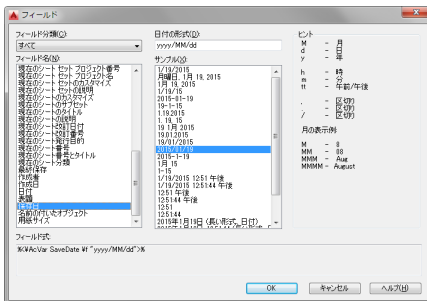 フィールド
フィールド分類(C):
すべて
フィールド名(N):
現在のシート セット プロジェクト番号
現在のシート セット プロジェクト名
現在のシート セットのカスタマイズ
現在のシート セットの説明
現在のシートのカスタマイズ
現在のシートのサブセット
現在のシートのタイトル
現在のシートの説明
現在のシート改訂日付
現在のシート改訂番号
現在のシート発行目的
現在のシート番号
現在のシート番号とタイトル
現在のシート分類
最終保存
作成者
作成日
日付
表題
保存日
名前の付いたオブジェクト
用紙サイズ
日付の形式(D):
yyyy/MM/dd
サンプル(X):
1/19/2015
月曜日, 1月 19, 2015
1月 19, 2015
1/19/15
2015-01-19
19-1-15
1.19.2015
1. 19. 15
19 1月 2015
19.01.2015
19/01/2015
2015/01/19
2015-1-19
1月 15
1-15
1/19/2015 12:51 午後
1/19/2015 12:51:44 午後
12:51 午後
12:51:44 午後
12:51
12:51:44
2015年1月19日 (長い形式, 日付)
ヒント
M - 月
d - 日
y - 年
h - 時
m - 分
tt - 午前/午後
. - 区切り
- - 区切り
/ - 区切り
月の表示例:
M - 8
MM - 08
MMM - Aug
MMMM - August
フィールド式:
%<¥AcVar SaveDate ¥f "yyyy/MM/dd">%
OK
キャンセル
ヘルプ(H)